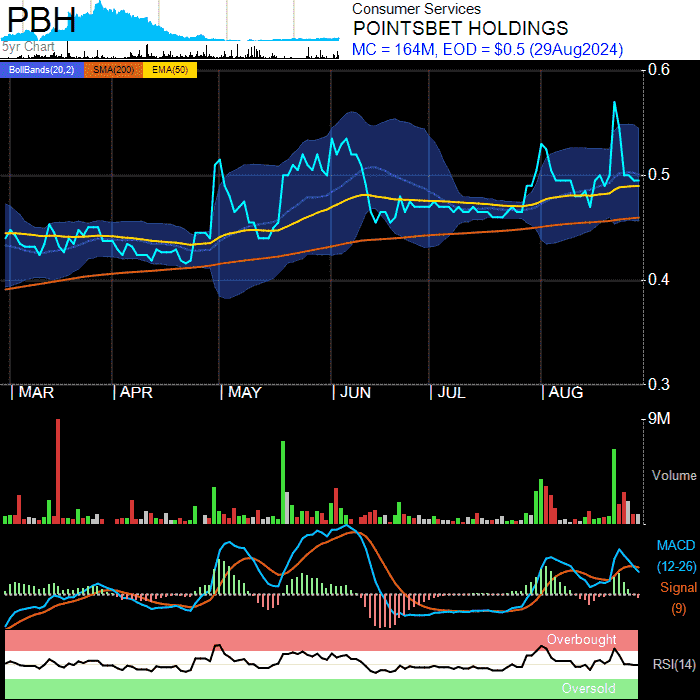 PBH
5yr Chart
Consumer Services
POINTSBET HOLDINGS
MC = 164M, EOD = $0.5 (29Aug2024)
BollBands(20,2) SMA(200) EMA(50)
0.6
0.5
0.4
0.3
MAR APR MAY JUN JUL AUG
9M
Volume
MACD
(12-26)
Signal
(9)
Overbought
RSI(14)
Oversold